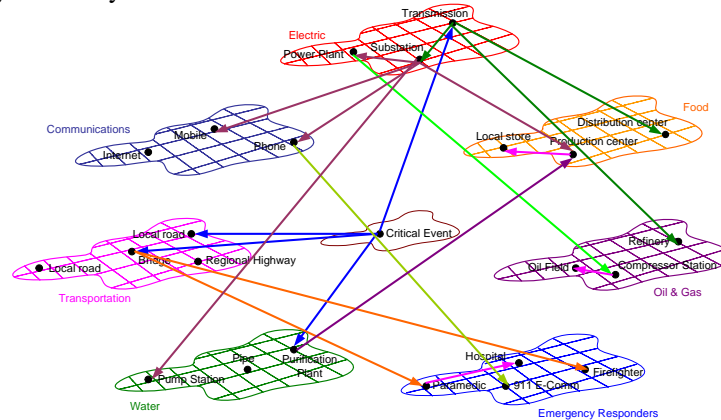 Transmission
Electric
Substation
Power Plant
Food
Distribution center
Communications
Mobile
Local store
Production center
Phone
Internet
Local road
Critical Event
Refinery
Bridge
Regional Highway
Local road
Oil Field
Compressor Station
Transportation
Oil & Gas
Hospital
Pipe
Purification
Plant
Firefighter
Pump Station
Paramedic
911 E-Comm
Water
Emergency Responders